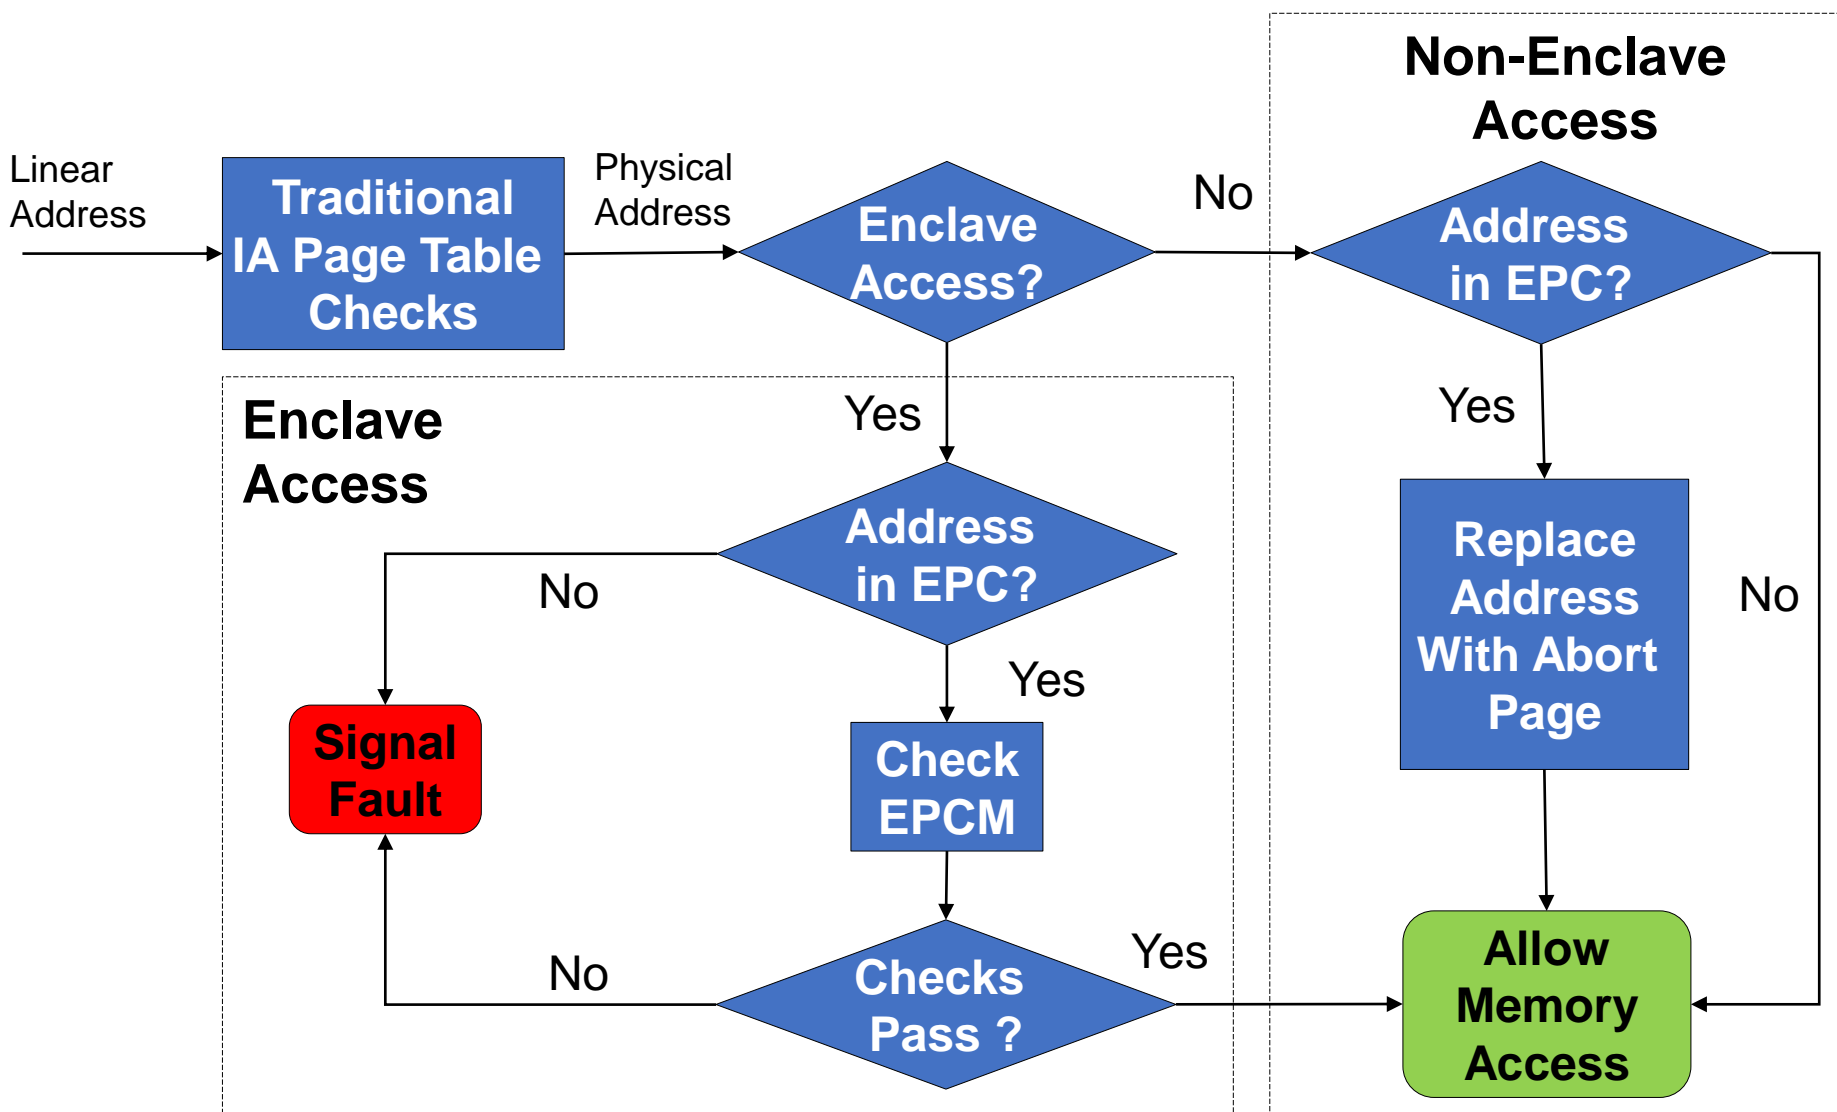 Non-Enclave
Access
Linear
Address
Traditional
IA Page Table
Checks
Physical
Address
Enclave
Access?
No
Address
in EPC?
Yes
No
Replace
Address
With Abort
Page
Enclave
Access
Yes
Address
in EPC?
No
Yes
Signal
Fault
Check
EPCM
No
Checks
Pass ?
Yes
Allow
Memory
Access